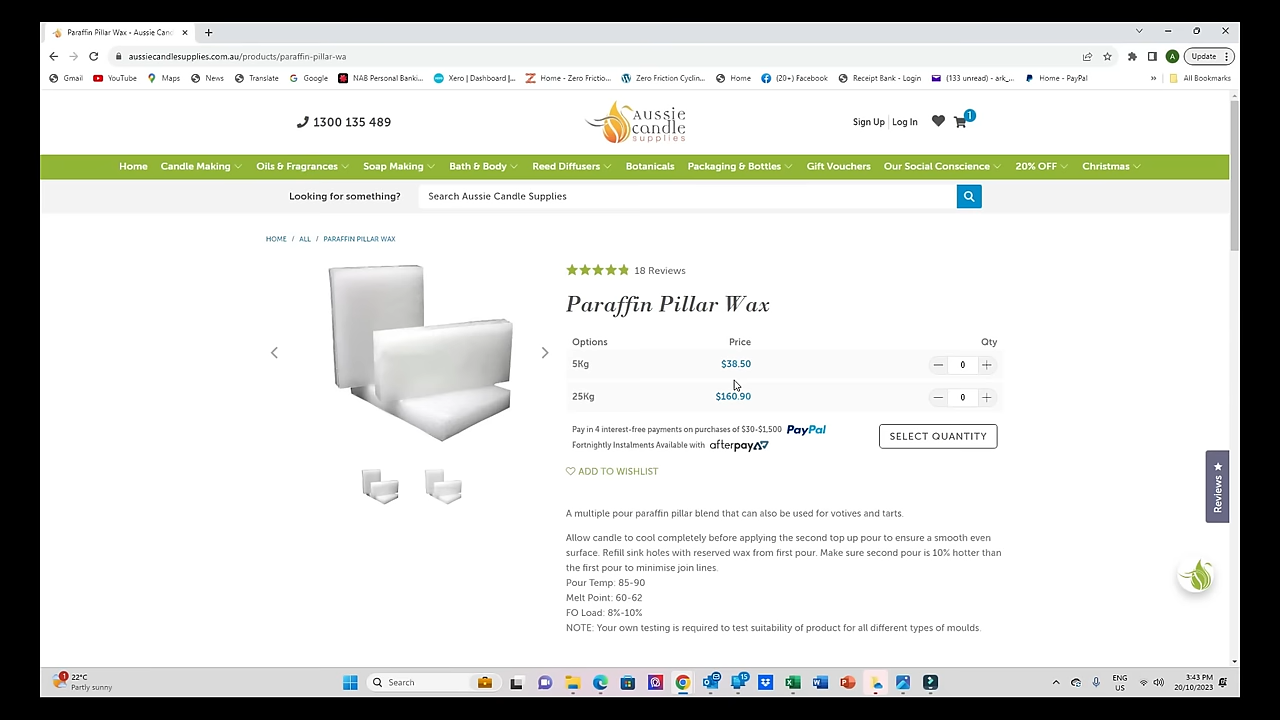 Paraffin Pillar Wax - Aussie Can
aussiecandlesupplies.com.au/products/paraffin-pillar-wa
Update
Gmail YouTube Maps News Translate Google NAB Personal Banki... Xero | Dashboard |... Home - Zero Frictio... Zero Friction Cyclin... Home (20+) Facebook Receipt Bank - Login (133 unread) - ark_... Home - PayPal » All Bookmarks
1300 135 489
Aussie
candle
supplies
Sign Up Log In
1
Home Candle Making Oils & Fragrances Soap Making Bath & Body Reed Diffusers Botanicals Packaging & Bottles Gift Vouchers Our Social Conscience 20% OFF Christmas
Looking for something? Search Aussie Candle Supplies
HOME / ALL / PARAFFIN PILLAR WAX
18 Reviews
Paraffin Pillar Wax
Options Price Qty
5Kg $38.50 0
25Kg $160.90 0
Pay in 4 interest-free payments on purchases of $30-$1,500 PayPal
Fortnightly Instalments Available with afterpay
SELECT QUANTITY
ADD TO WISHLIST
Reviews
A multiple pour paraffin pillar blend that can also be used for votives and tarts.
Allow candle to cool completely before applying the second top up pour to ensure a smooth even
surface. Refill sink holes with reserved wax from first pour. Make sure second pour is 10% hotter than
the first pour to minimise join lines.
Pour Temp: 85-90
Melt Point: 60-62
FO Load: 8%-10%
NOTE: Your own testing is required to test suitability of product for all different types of moulds.
22°C
Partly sunny
Search
ENG
US
3:43 PM
20/10/2023